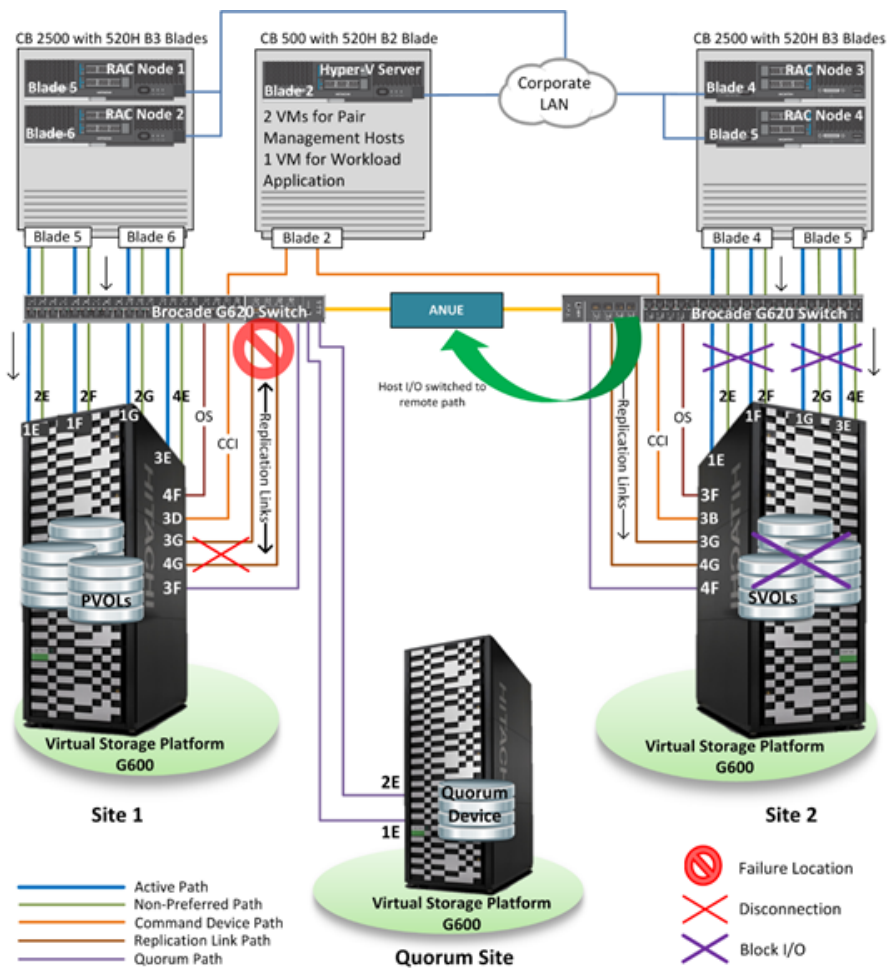 CB 2500 with 520H B3 Blades
CB 500 with 520H B2 Blade
CB 2500 with 520H B3 Blades
RAC Node 1
Blade 5
RAC Node 2
Blade 6
Hyper-V Server
Blade 2
2 VMs for Pair
Management Hosts
1 VM for Workload
Application
Corporate
LAN
RAC Node 3
Blade 4
RAC Node 4
Blade 5
Blade 5
Blade 6
Blade 2
Blade 4
Blade 5
Brocade G620 Switch
ANUE
Brocade G620 Switch
Host I/O switched to
remote path
2E
2F
2G
4E
1E
1F
1G
3E
OS
CCI
Replication Links
4F
3D
3G
4G
3F
HITACHI
PVOLs
Replication Links
CCI
OS
2E
2F
2G
4E
1E
1F
1G
3E
3F
3B
3G
4G
4F
HITACHI
SVOLs
Virtual Storage Platform
G600
Site 1
Virtual Storage Platform
G600
Site 2
2E
1E
HITACHI
Quorum
Device
Virtual Storage Platform
G600
Quorum Site
Active Path
Non-Preferred Path
Command Device Path
Replication Link Path
Quorum Path
Failure Location
Disconnection
Block I/O